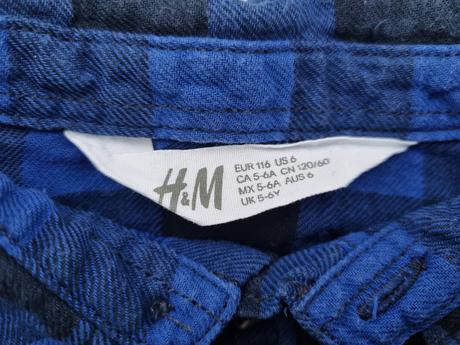 H&M
EUR 116 US 6
CA 5-6A CN 120/60
MX 5-6A AUS 6
UK 5-6Y